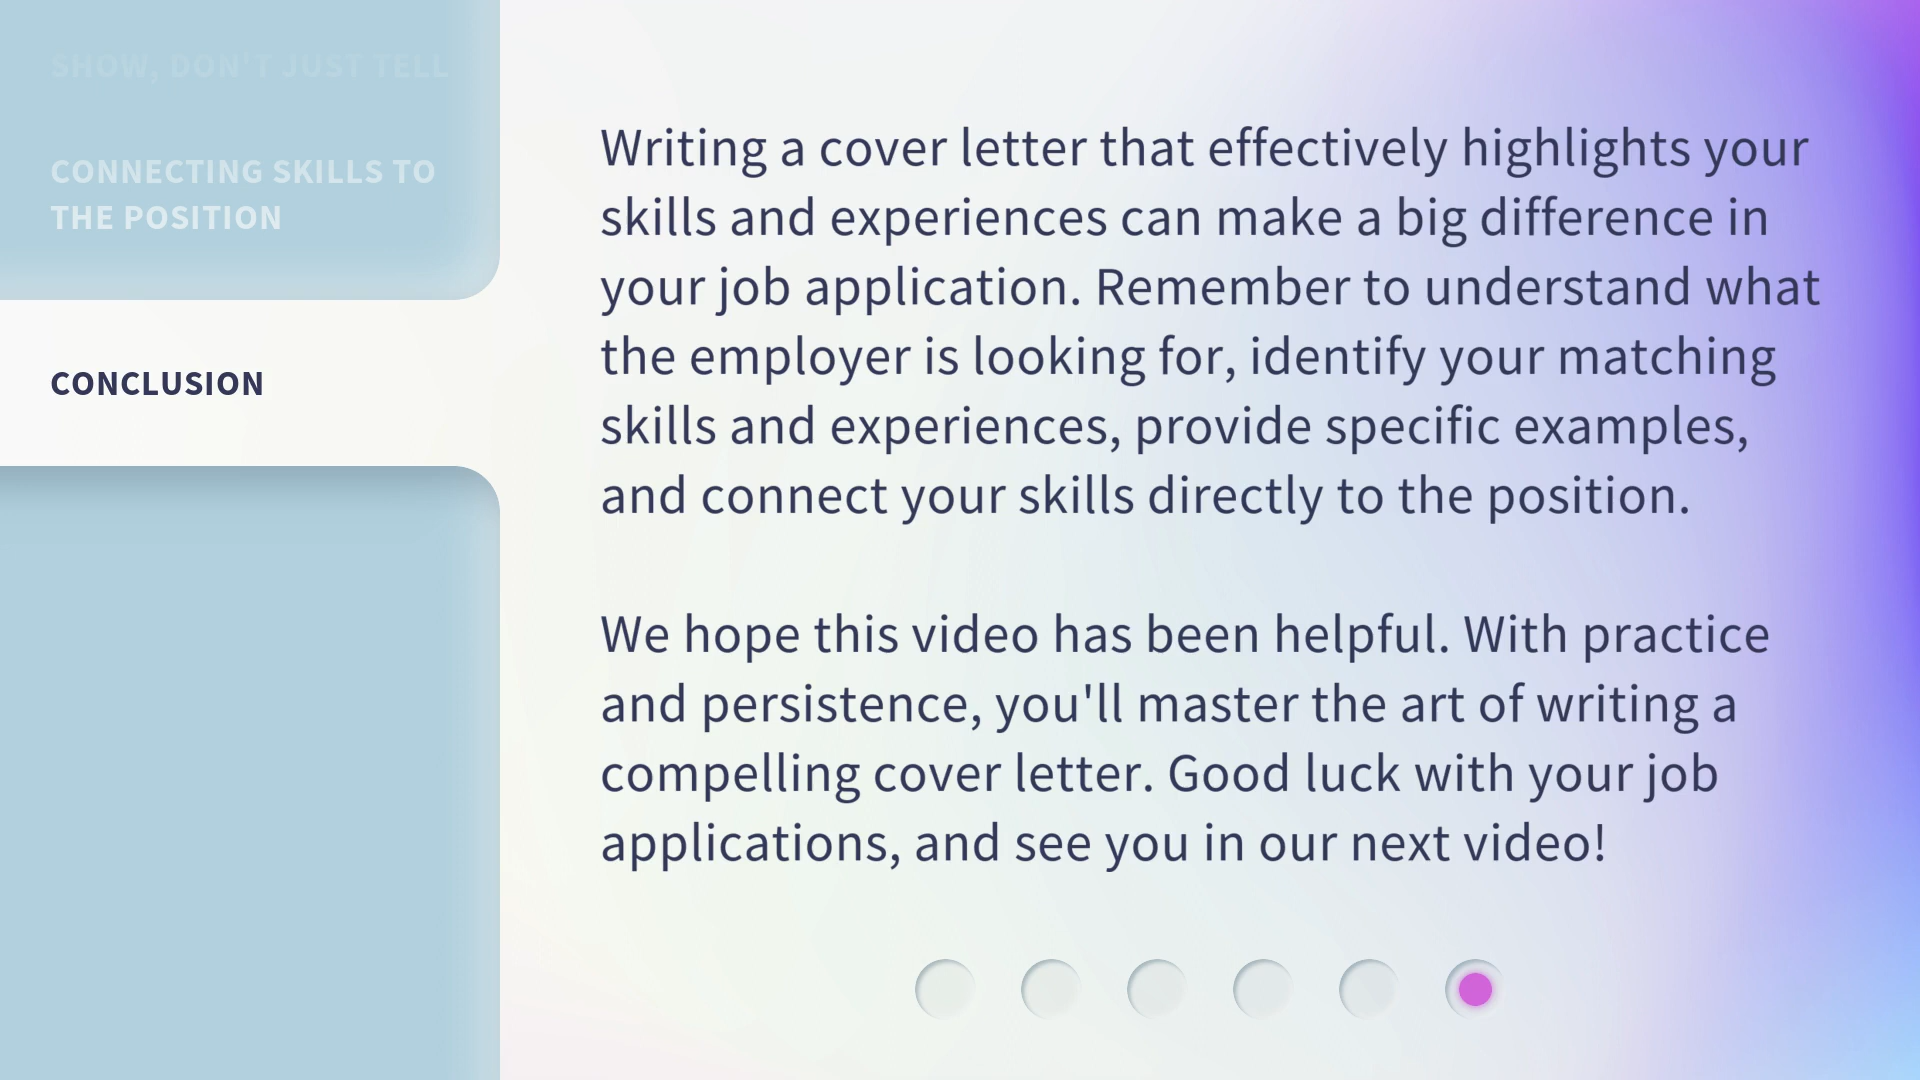 SHOW, DON'T JUST TELL
CONNECTING SKILLS TO
THE POSITION
CONCLUSION
Writing a cover letter that effectively highlights your
skills and experiences can make a big difference in
your job application. Remember to understand what
the employer is looking for, identify your matching
skills and experiences, provide specific examples,
and connect your skills directly to the position.
We hope this video has been helpful. With practice
and persistence, you'll master the art of writing a
compelling cover letter. Good luck with your job
applications, and see you in our next video!